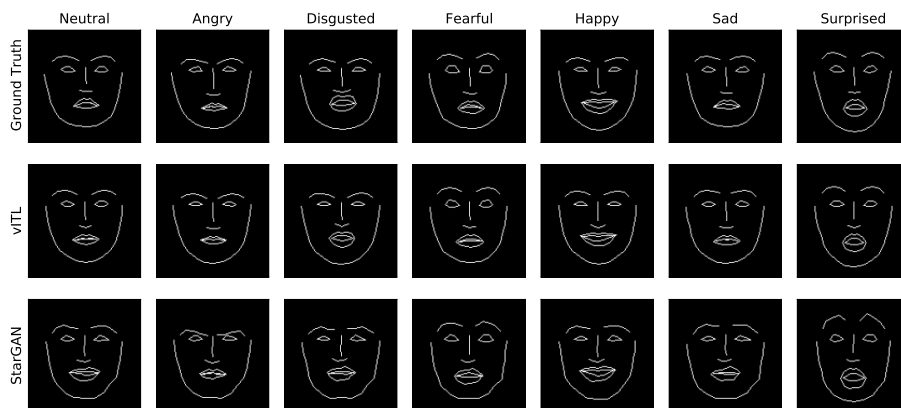 Neutral Angry Disgusted Fearful Happy Sad Surprised
Ground Truth
vITL
StarGAN